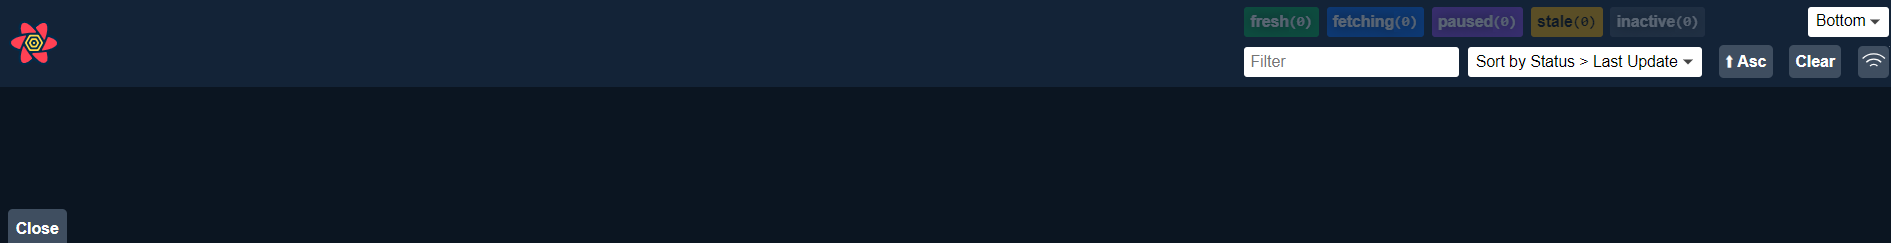 fresh(0) fetching(0) paused(0) stale(0) inactive(0) Bottom
Filter Sort by Status > Last Update ⬆ Asc Clear
Close